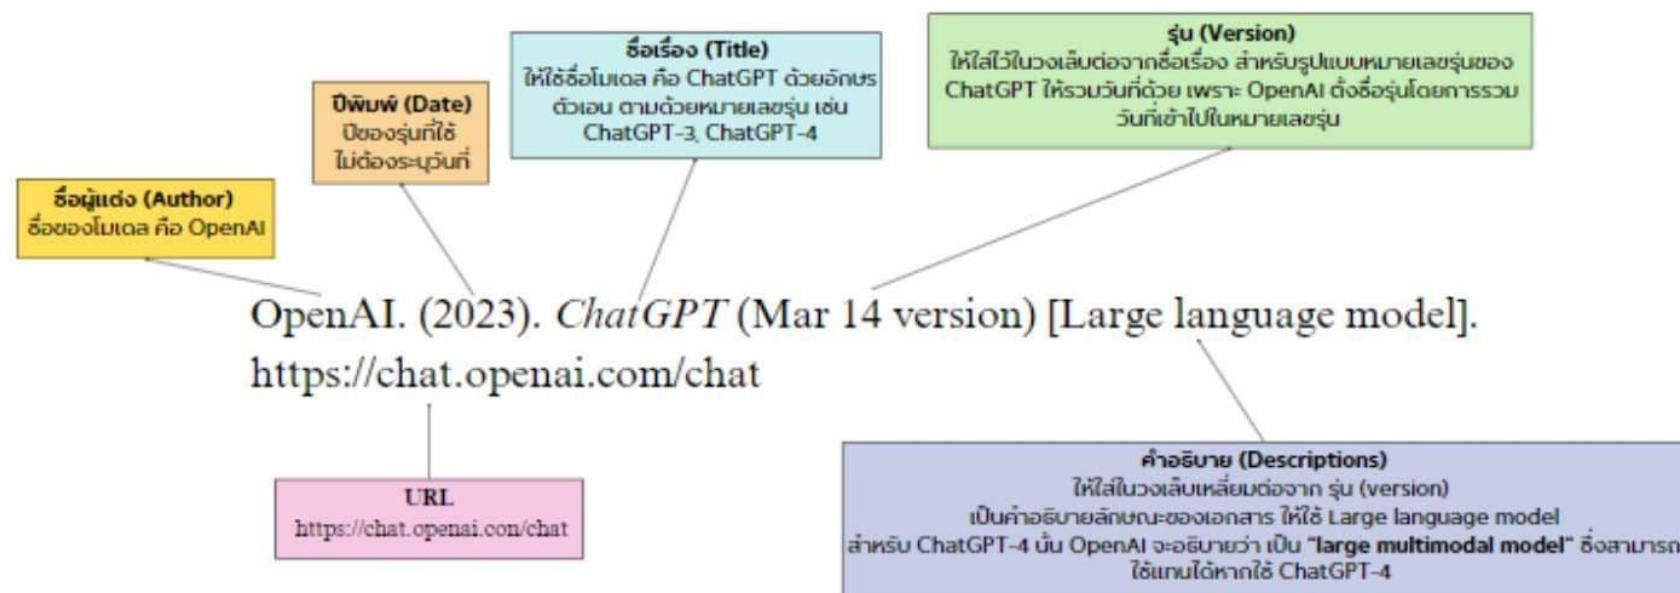 ชื่อเรื่อง (Title)
ให้ใช้ชื่อโมเดล คือ ChatGPT ด้วยอักษร
ตัวเอน ตามด้วยหมายเลขรุ่น เช่น
ChatGPT-3, ChatGPT-4
รุ่น (Version)
ให้ใส่ไว้ในวงเล็บต่อจากชื่อเรื่อง สำหรับรูปแบบหมายเลขรุ่นของ
ChatGPT ให้รวมวันที่ด้วย เพราะ OpenAI ตั้งชื่อรุ่นโดยการรวม
วันที่เข้าไปในหมายเลขรุ่น
ปีพิมพ์ (Date)
ปีของรุ่นที่ใช้
ไม่ต้องระบุวันที่
ชื่อผู้แต่ง (Author)
ชื่อของโมเดล คือ OpenAI
OpenAI. (2023). ChatGPT (Mar 14 version) [Large language model].
https://chat.openai.com/chat
URL
https://chat.openai.con/chat
คำอธิบาย (Descriptions)
ให้ใส่ในวงเล็บเหลี่ยมต่อจาก รุ่น (version)
เป็นคำอธิบายลักษณะของเอกสาร ให้ใช้ Large language model
สำหรับ ChatGPT-4 นั้น OpenAI จะอธิบายว่า เป็น "large multimodal model" ซึ่งสามารถ
ใช้แทนได้หากใช้ ChatGPT-4